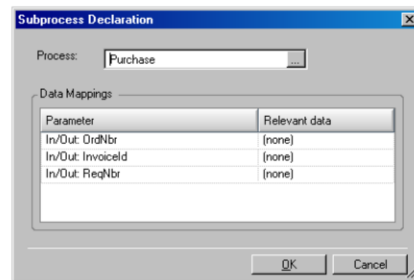 Subprocess Declaration
Process: Purchase ...
Data Mappings
Parameter Relevant data
In/Out: OrdNbr (none)
In/Out: InvoiceId (none)
In/Out: ReqNbr (none)
OK Cancel